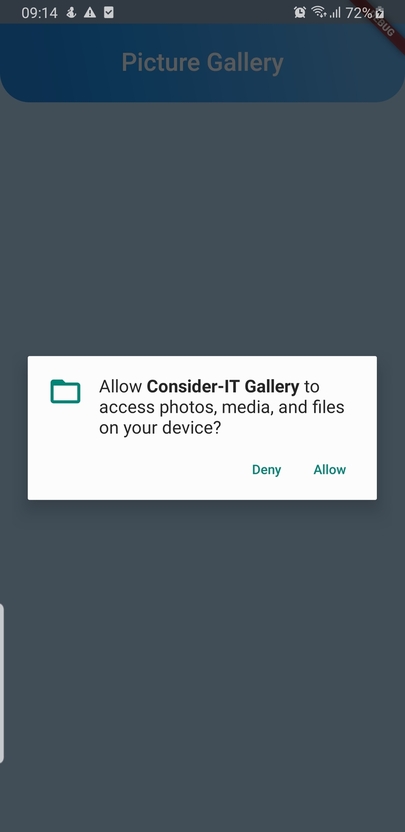 09:14
72%
DEBUG
Picture Gallery
Allow Consider-IT Gallery to
access photos, media, and files
on your device?
Deny Allow